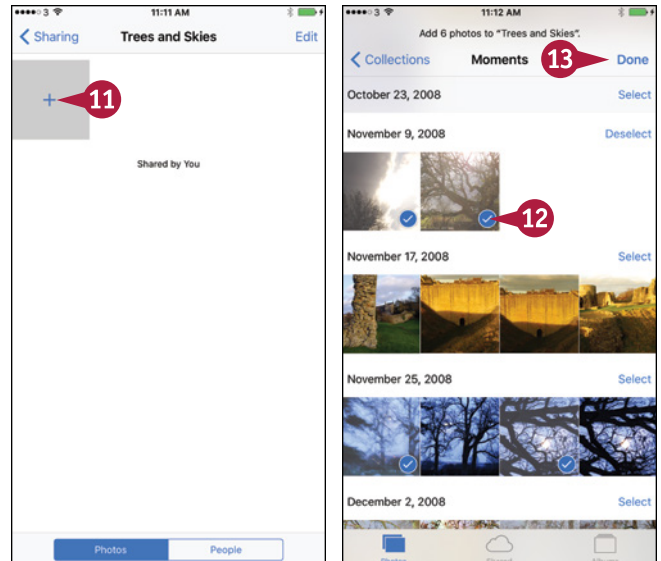 3
11:11 AM
Sharing
Trees and Skies
Edit
+
11
Shared by You
Photos
People
3
11:12 AM
Add 6 photos to "Trees and Skies".
Collections
Moments
13
Done
October 23, 2008
Select
November 9, 2008
Deselect
12
November 17, 2008
Select
November 25, 2008
Select
December 2, 2008
Select